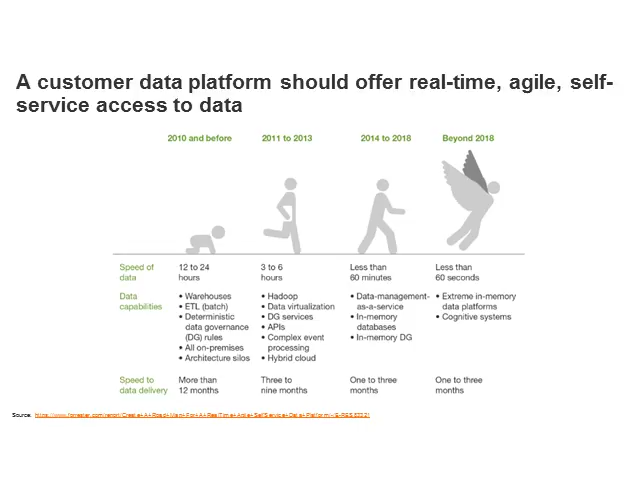 A customer data platform should offer real-time, agile, self-
service access to data
2010 and before
2011 to 2013
2014 to 2018
Beyond 2018
Speed of
data
12 to 24
hours
3 to 6
hours
Less than
60 minutes
Less than
60 seconds
Data
capabilities
• Warehouses
• ETL (batch)
• Deterministic
data governance
(DG) rules
• All on-premises
• Architecture silos
• Hadoop
• Data virtualization
• DG services
• APIs
• Complex event
processing
• Hybrid cloud
• Data-management-
as-a-service
• In-memory
databases
• In-memory DG
• Extreme in-memory
data platforms
• Cognitive systems
Speed to
data delivery
More than
12 months
Three to
nine months
One to three
months
One to three
months
Source: